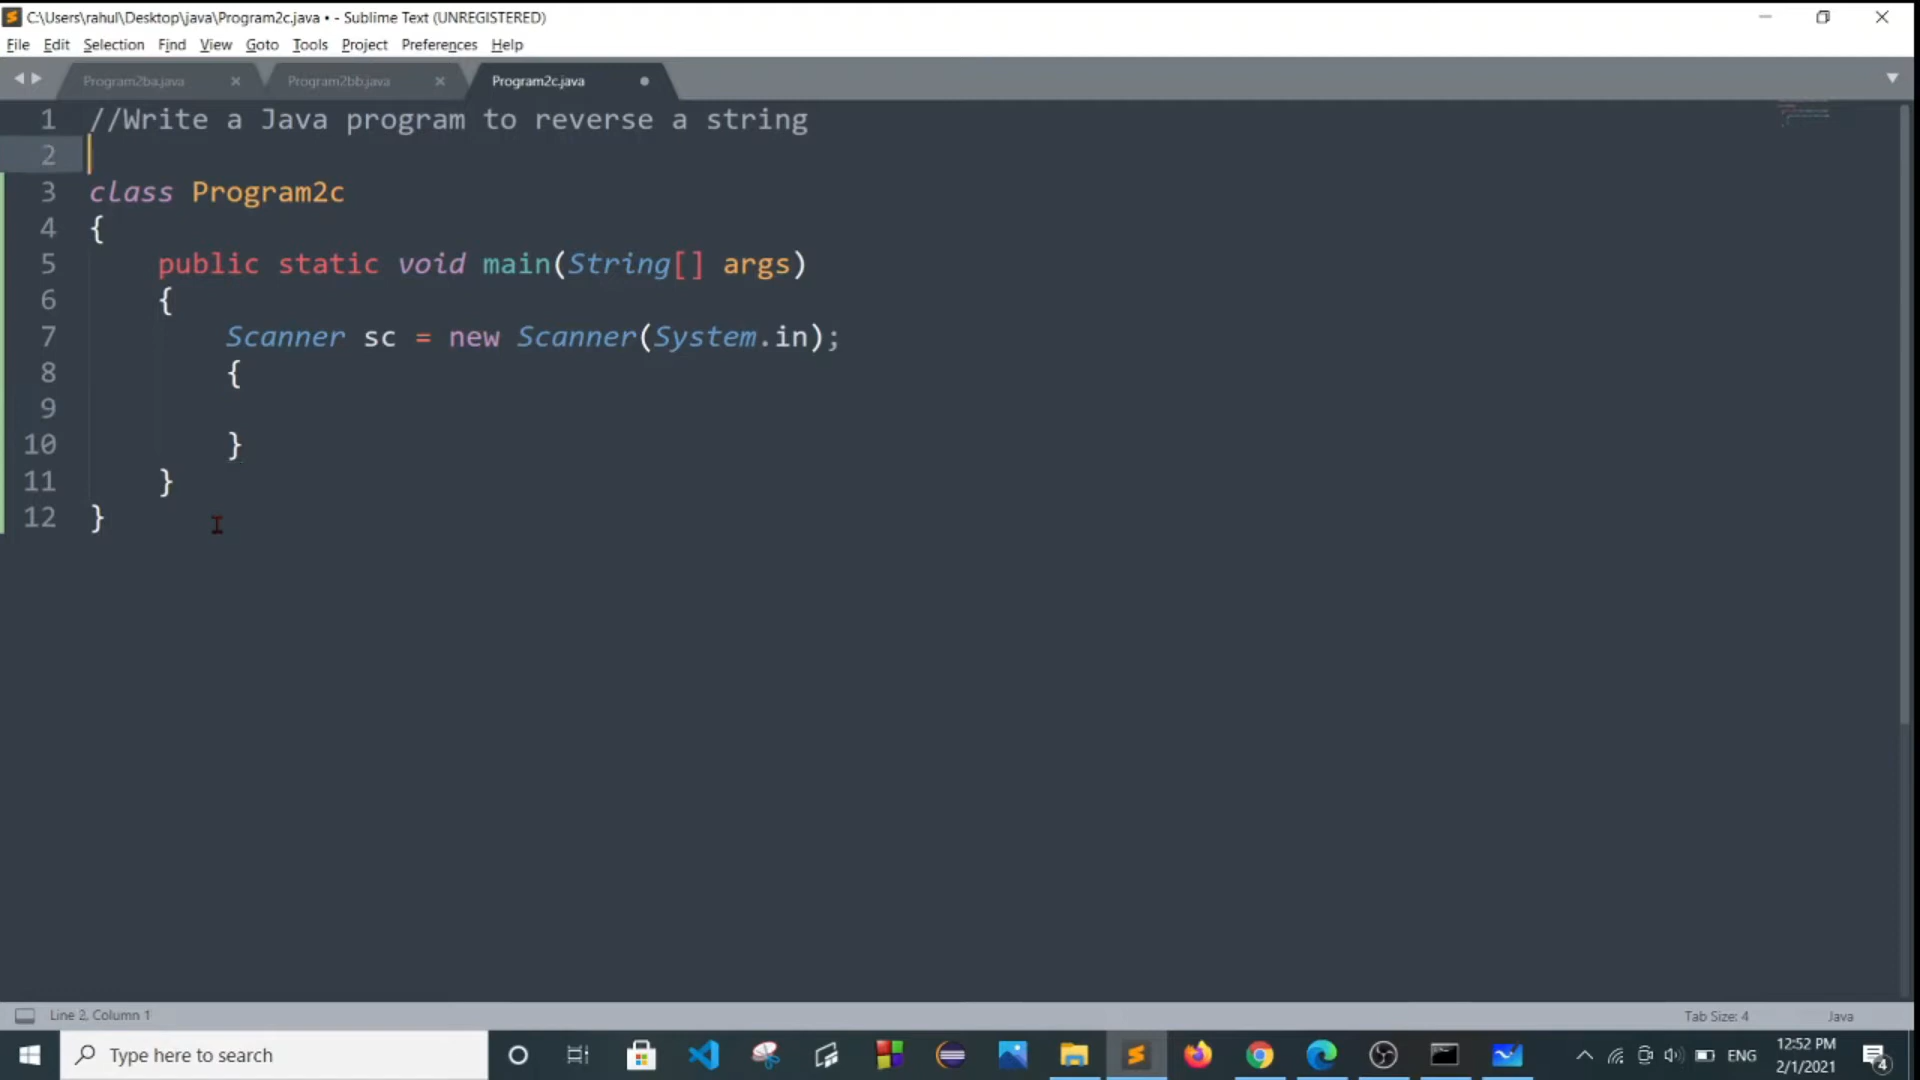 C:\Users\rahul\Desktop\java\Program2c.java • - Sublime Text (UNREGISTERED)
File Edit Selection Find View Goto Tools Project Preferences Help
Program2ba.java Program2bb.java Program2c.java
1 //Write a Java program to reverse a string
2
3 class Program2c
4 {
5 public static void main(String[] args)
6 {
7 Scanner sc = new Scanner(System.in);
8 {
9
10 }
11 }
12 }
Line 2, Column 1 Tab Size: 4 Java
Type here to search ENG 12:52 PM 4
2/1/2021